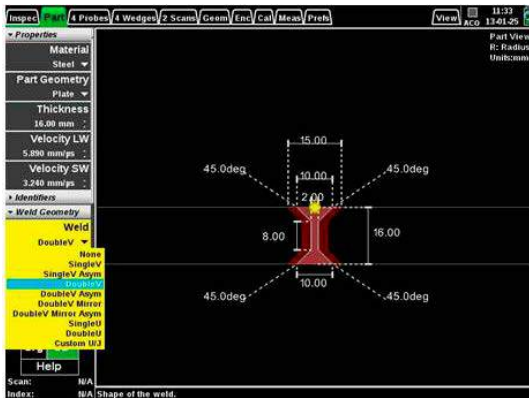 Inspec Part 4 Probes 4 Wedges 2 Scans Geom Enc Cal Meas Prefs View ACQ 11:33
13-01-25
Properties
Material
Steel
Part Geometry
Plate
Thickness
16.00 mm
Velocity LW
5.890 mm/µs
Velocity SW
3.240 mm/µs
Identifiers
Weld Geometry
Weld
DoubleV
None
SingleV
SingleV Asym
DoubleV
DoubleV Asym
DoubleV Mirror
DoubleV Mirror Asym
SingleU
DoubleU
Custom U/J
Help
Scan: N/A
Index: N/A
Part View
R: Radius
Units:mm
15.00
45.0deg 10.00 45.0deg
2.00
8.00 16.00
45.0deg 10.00 45.0deg
Shape of the weld.